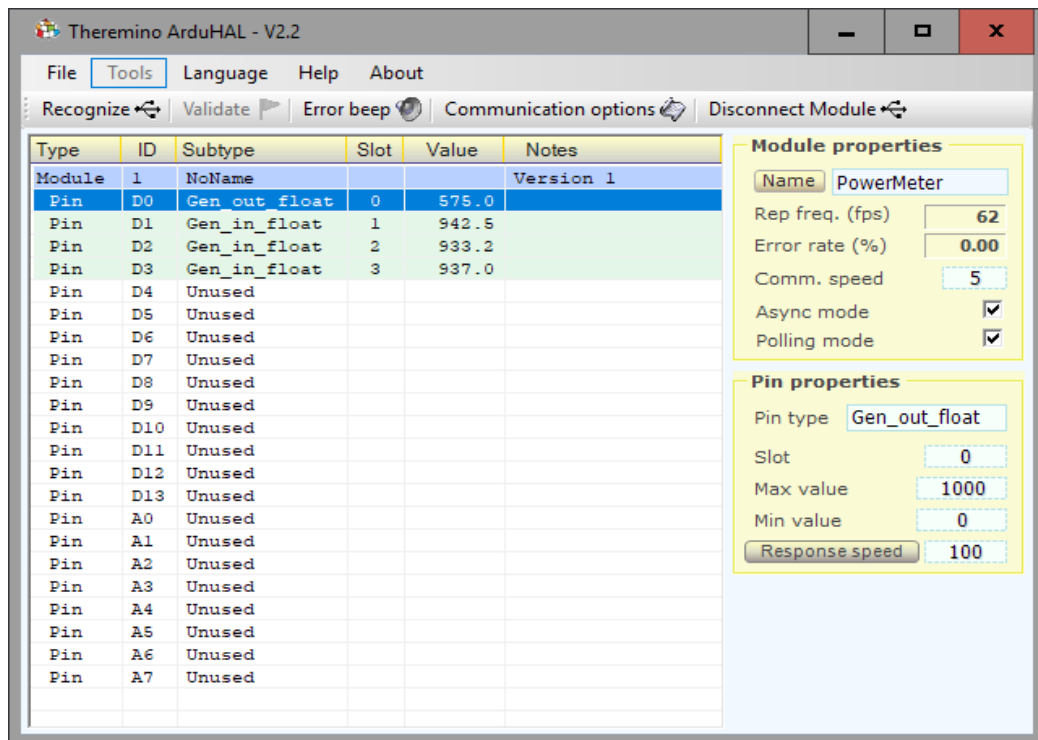 Theremino ArduHAL - V2.2
File Tools Language Help About
Recognize Validate Error beep Communication options Disconnect Module
Type ID Subtype Slot Value Notes
Module 1 NoName Version 1
Pin D0 Gen_out_float 0 575.0
Pin D1 Gen_in_float 1 942.5
Pin D2 Gen_in_float 2 933.2
Pin D3 Gen_in_float 3 937.0
Pin D4 Unused
Pin D5 Unused
Pin D6 Unused
Pin D7 Unused
Pin D8 Unused
Pin D9 Unused
Pin D10 Unused
Pin D11 Unused
Pin D12 Unused
Pin D13 Unused
Pin A0 Unused
Pin A1 Unused
Pin A2 Unused
Pin A3 Unused
Pin A4 Unused
Pin A5 Unused
Pin A6 Unused
Pin A7 Unused
Module properties
Name PowerMeter
Rep freq. (fps) 62
Error rate (%) 0.00
Comm. speed 5
Async mode
Polling mode
Pin properties
Pin type Gen_out_float
Slot 0
Max value 1000
Min value 0
Response speed 100